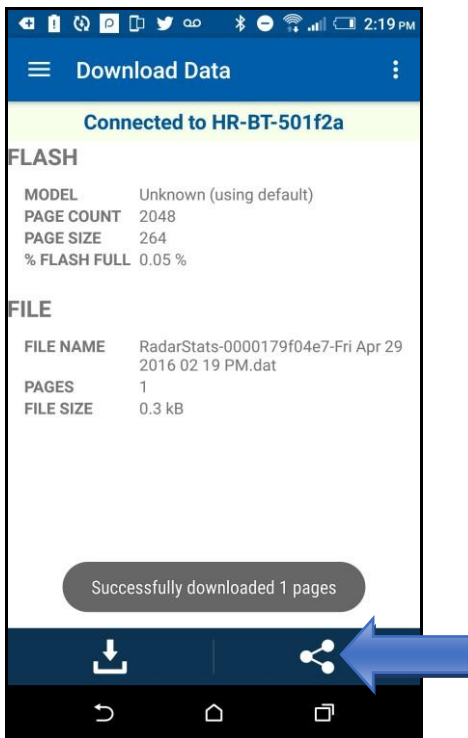 2:19 PM
Download Data
Connected to HR-BT-501f2a
FLASH
MODEL Unknown (using default)
PAGE COUNT 2048
PAGE SIZE 264
% FLASH FULL 0.05 %
FILE
FILE NAME RadarStats-0000179f04e7-Fri Apr 29
2016 02 19 PM.dat
PAGES 1
FILE SIZE 0.3 kB
Successfully downloaded 1 pages